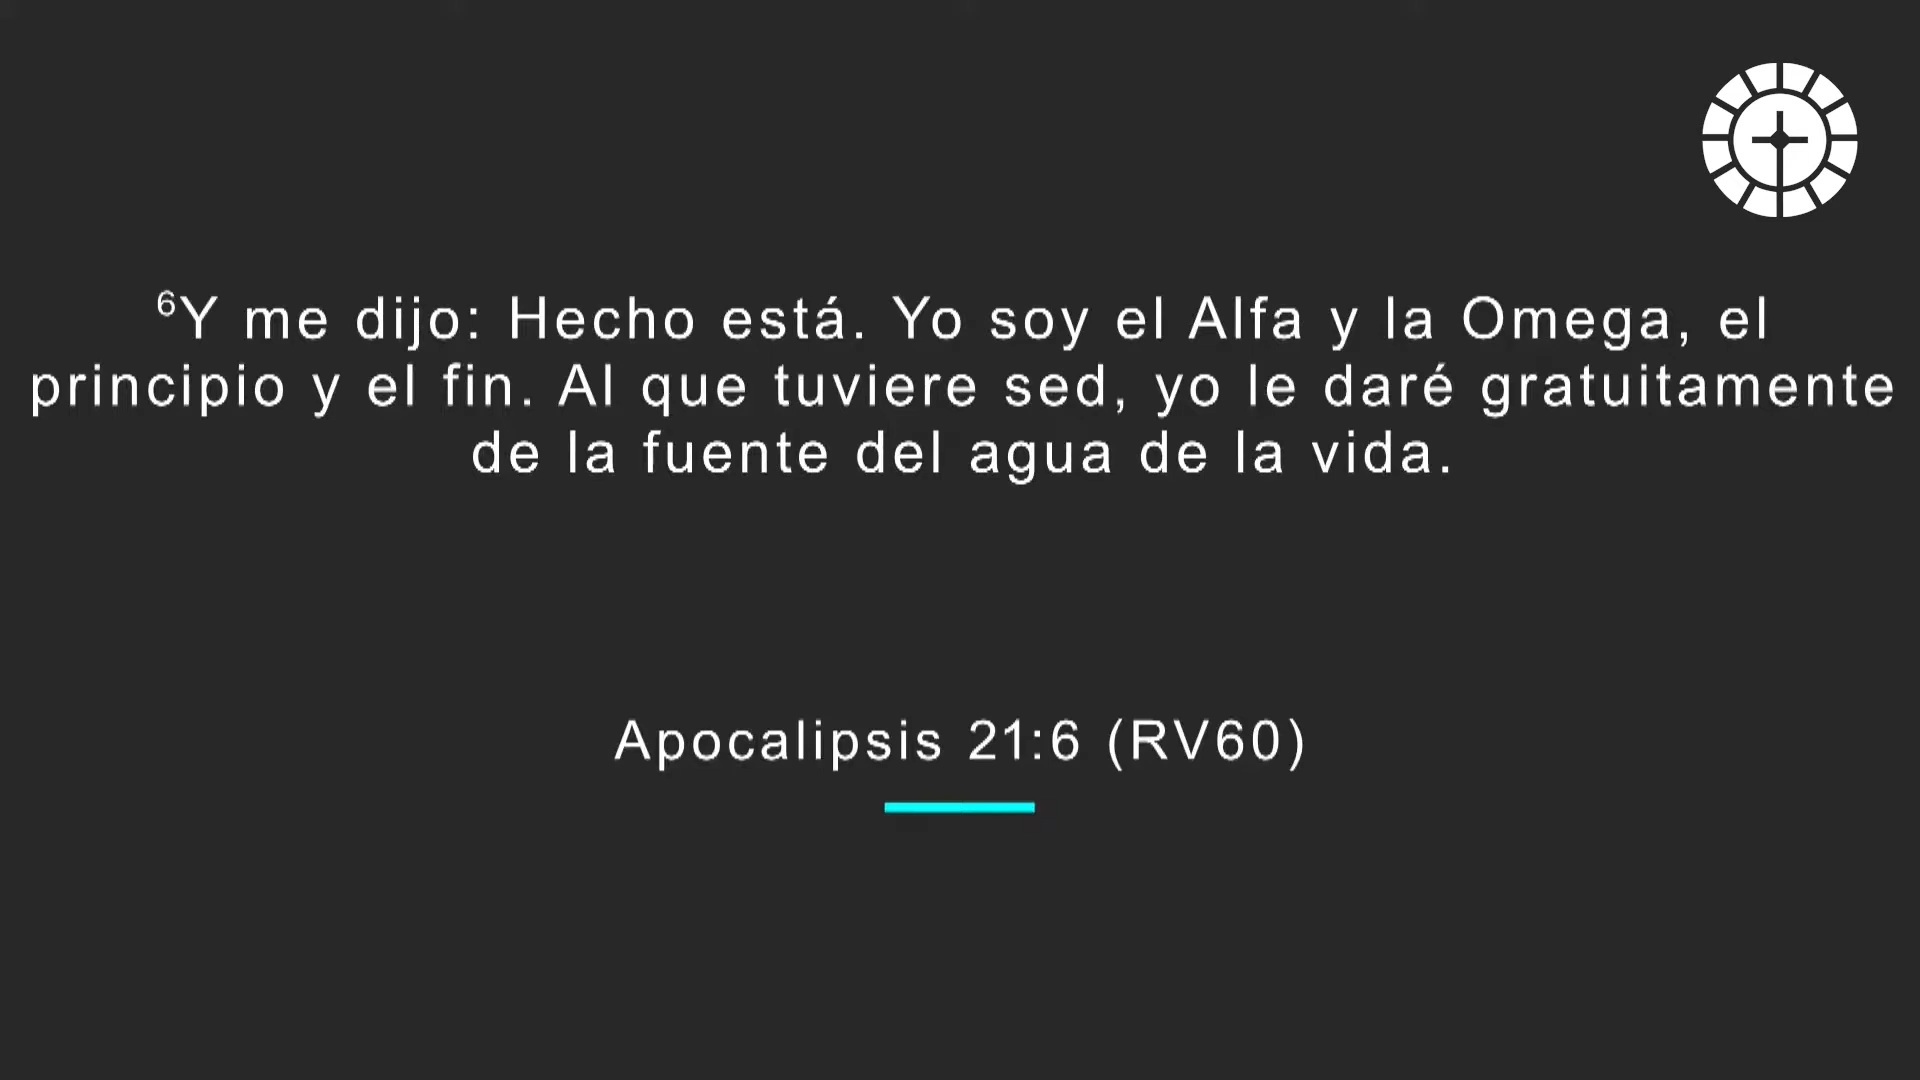 ⁶Y me dijo: Hecho está. Yo soy el Alfa y la Omega, el
principio y el fin. Al que tuviere sed, yo le daré gratuitamente
de la fuente del agua de la vida.
Apocalipsis 21:6 (RV60)